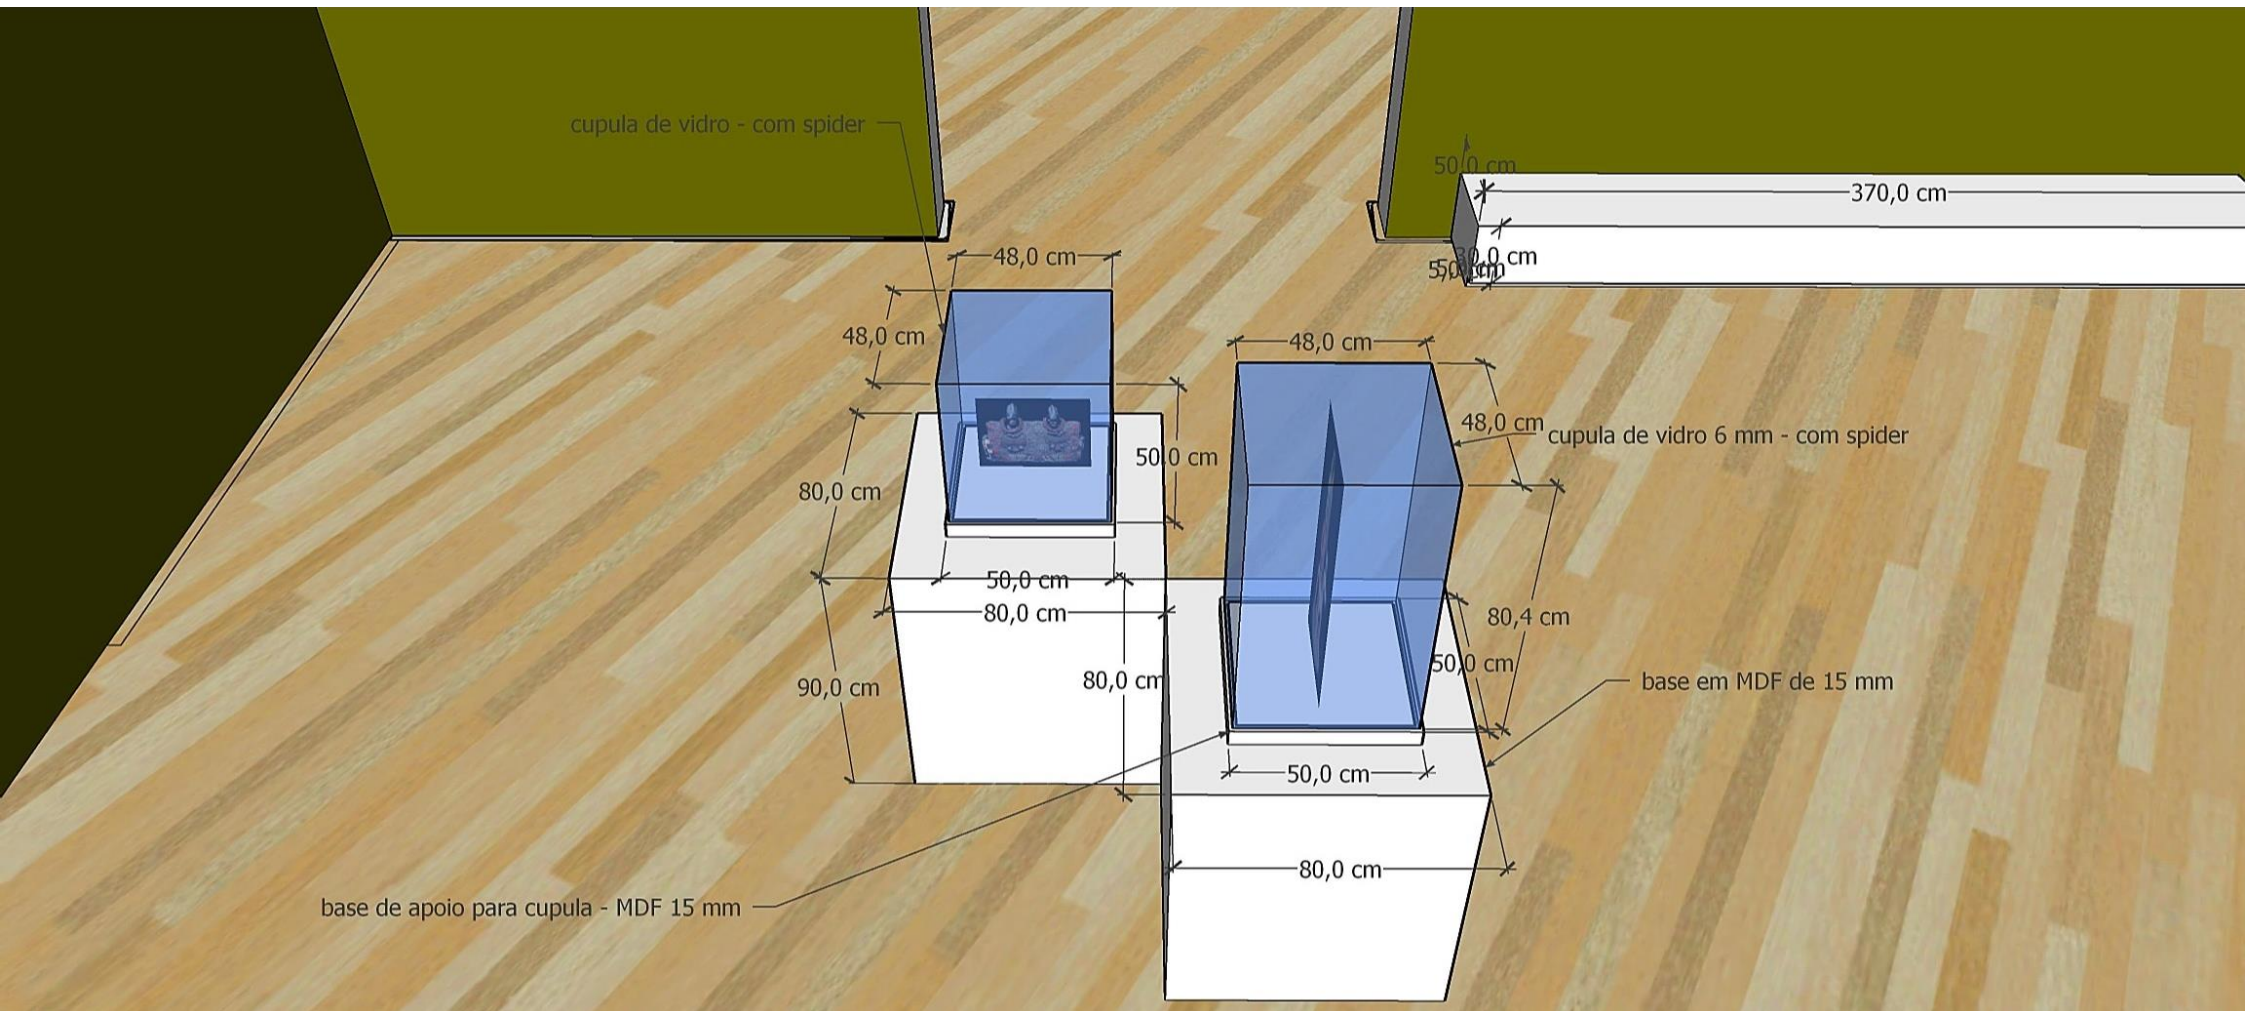 cupula de vidro - com spider
50,0 cm
370,0 cm
48,0 cm
30,0 cm
48,0 cm
48,0 cm
48,0 cm
cupula de vidro 6 mm - com spider
50,0 cm
80,0 cm
50,0 cm
80,0 cm
80,4 cm
50,0 cm
90,0 cm
80,0 cm
base em MDF de 15 mm
50,0 cm
80,0 cm
base de apoio para cupula - MDF 15 mm